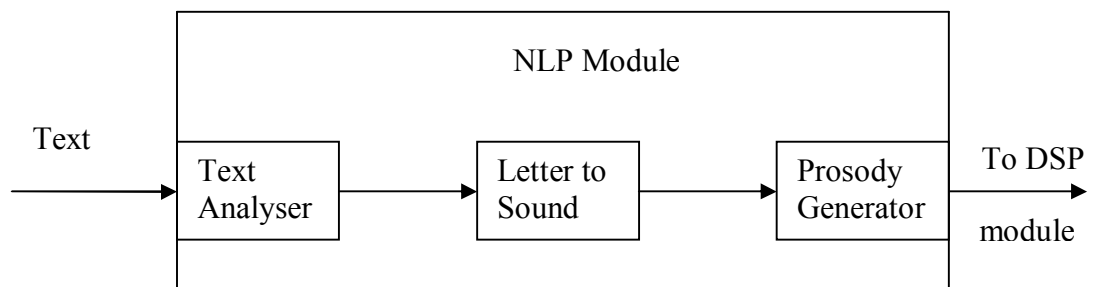 NLP Module
Text
Text
Analyser
Letter to
Sound
Prosody
Generator
To DSP
module